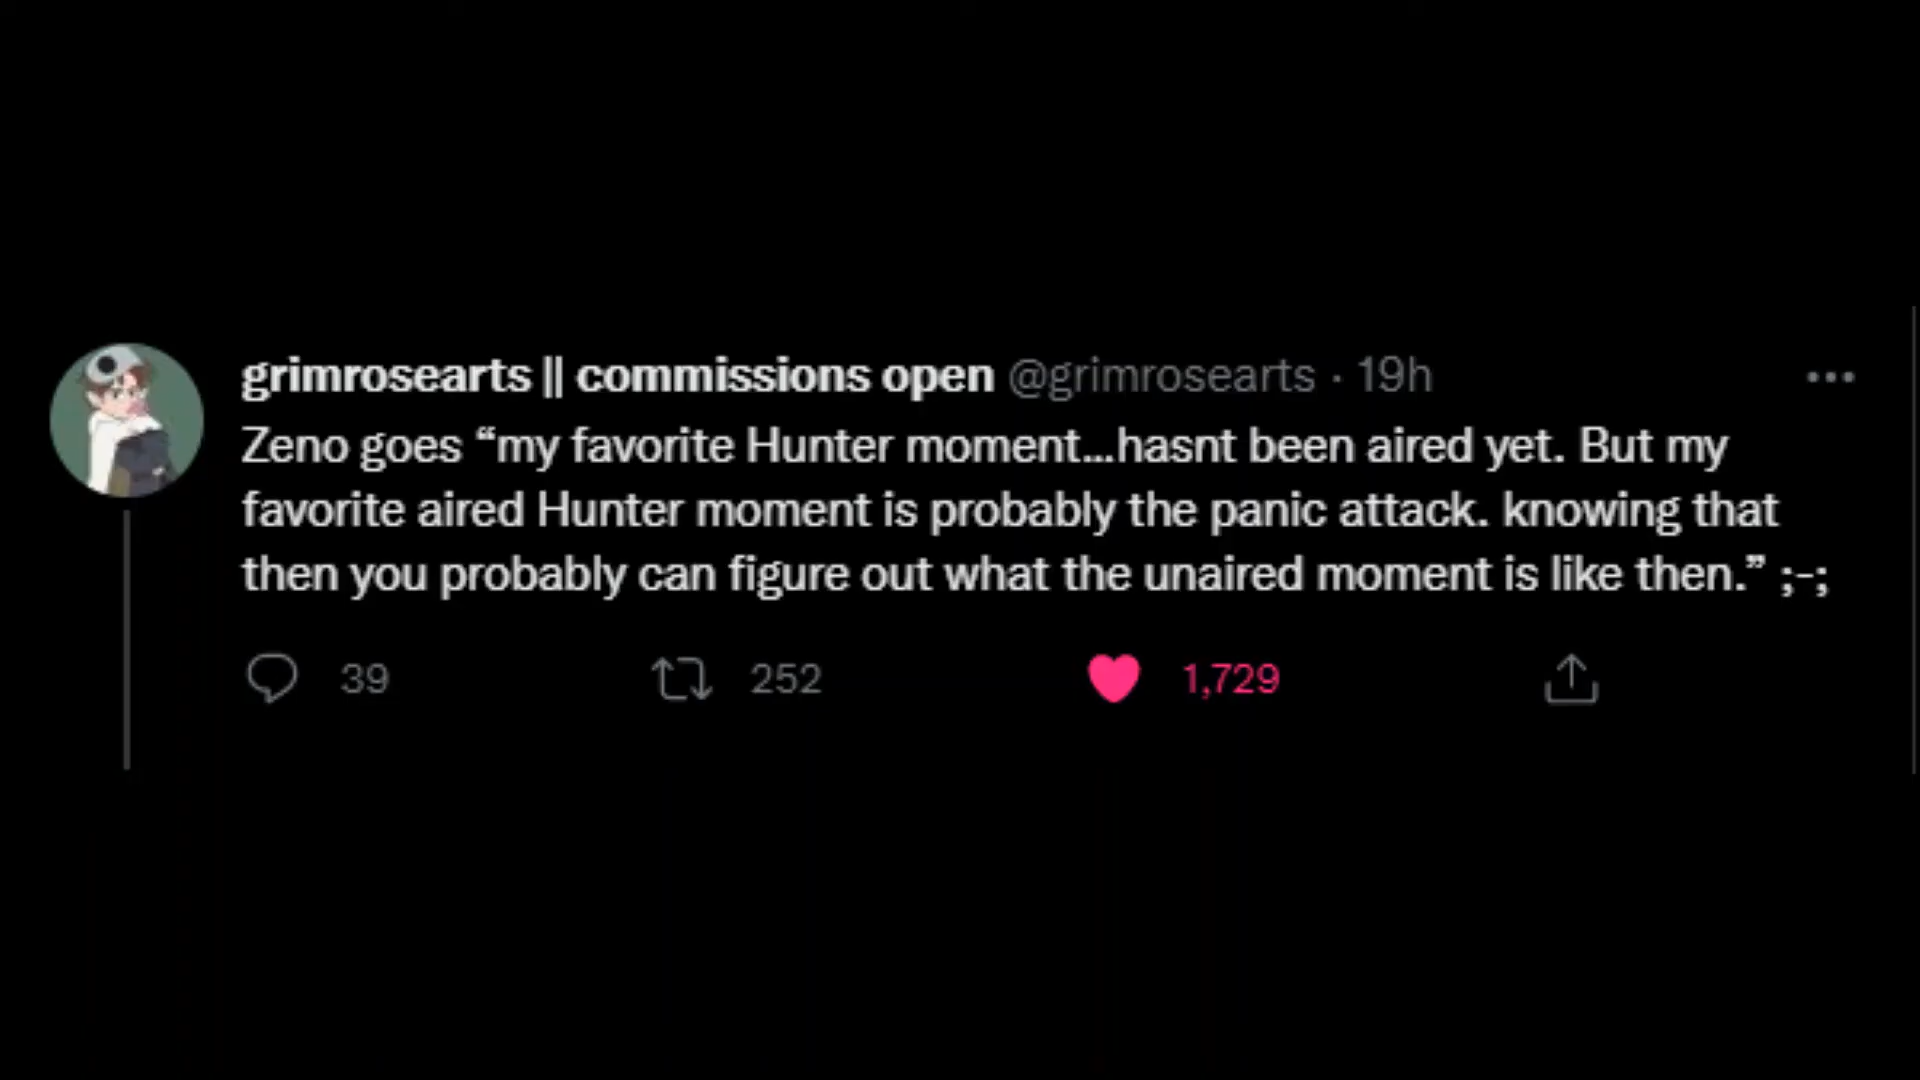 grimrosearts || commissions open @grimrosearts · 19h
Zeno goes “my favorite Hunter moment...hasnt been aired yet. But my
favorite aired Hunter moment is probably the panic attack. knowing that
then you probably can figure out what the unaired moment is like then.” ;-;
39 252 1,729